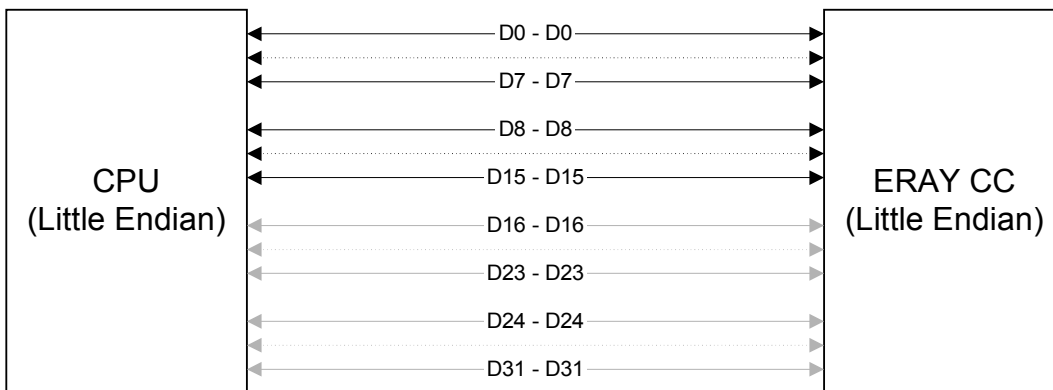 D0 - D0
D7 - D7
D8 - D8
D15 - D15
CPU
(Little Endian)
ERAY CC
(Little Endian)
D16 - D16
D23 - D23
D24 - D24
D31 - D31